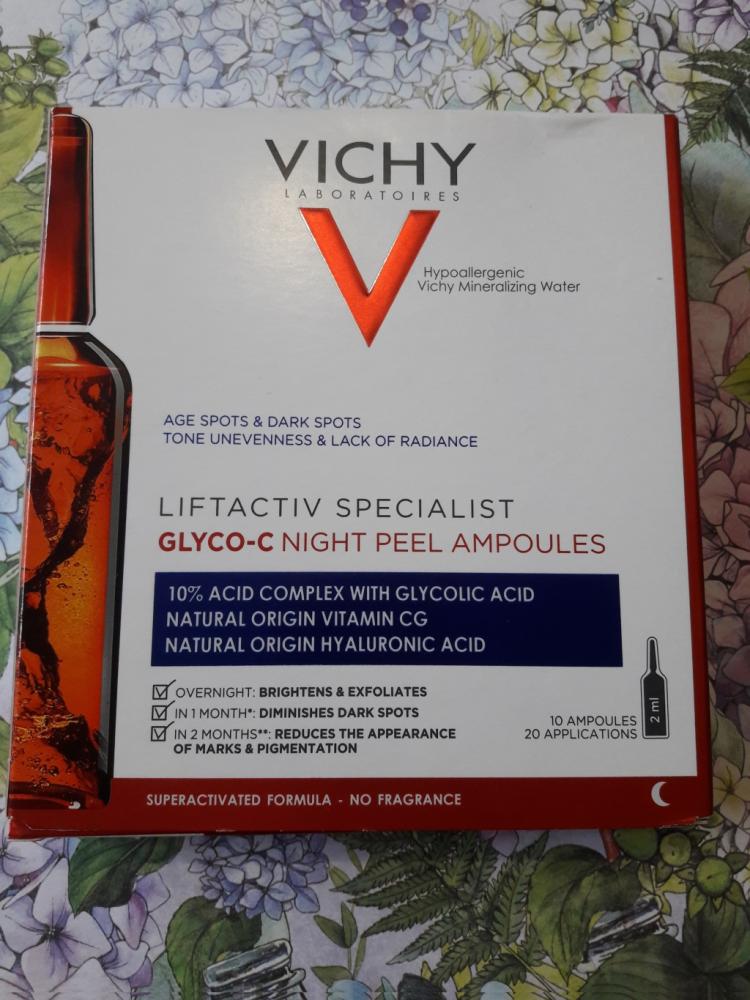 VICHY
LABORATOIRES
Hypoallergenic
Vichy Mineralizing Water
AGE SPOTS & DARK SPOTS
TONE UNEVENNESS & LACK OF RADIANCE
LIFTACTIV SPECIALIST
GLYCO-C NIGHT PEEL AMPOULES
10% ACID COMPLEX WITH GLYCOLIC ACID
NATURAL ORIGIN VITAMIN CG
NATURAL ORIGIN HYALURONIC ACID
OVERNIGHT: BRIGHTENS & EXFOLIATES
IN 1 MONTH*: DIMINISHES DARK SPOTS
IN 2 MONTHS**: REDUCES THE APPEARANCE
OF MARKS & PIGMENTATION
10 AMPOULES
20 APPLICATIONS
2 ml
SUPERACTIVATED FORMULA - NO FRAGRANCE